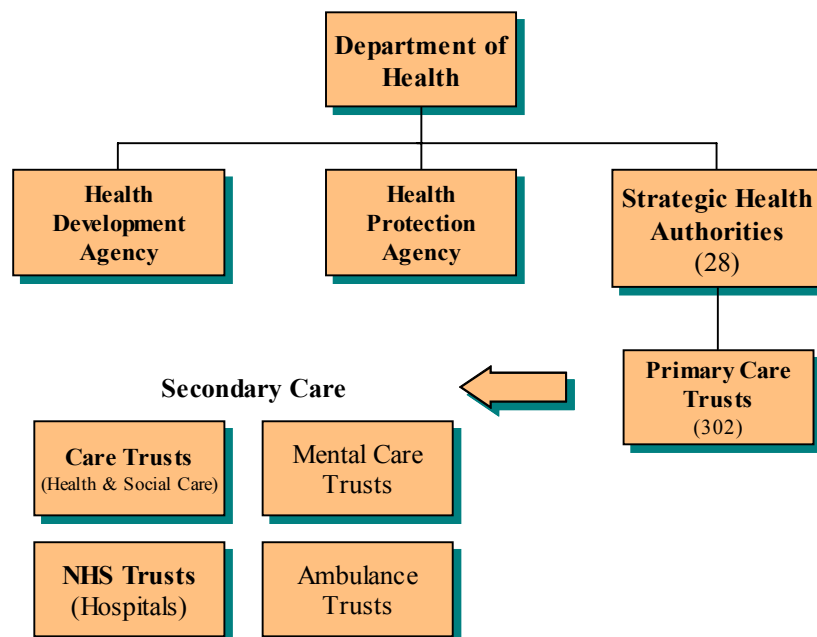 Department of
Health
Health
Development
Agency
Health
Protection
Agency
Strategic Health
Authorities
(28)
Primary Care
Trusts
(302)
Secondary Care
Care Trusts
(Health & Social Care)
Mental Care
Trusts
NHS Trusts
(Hospitals)
Ambulance
Trusts